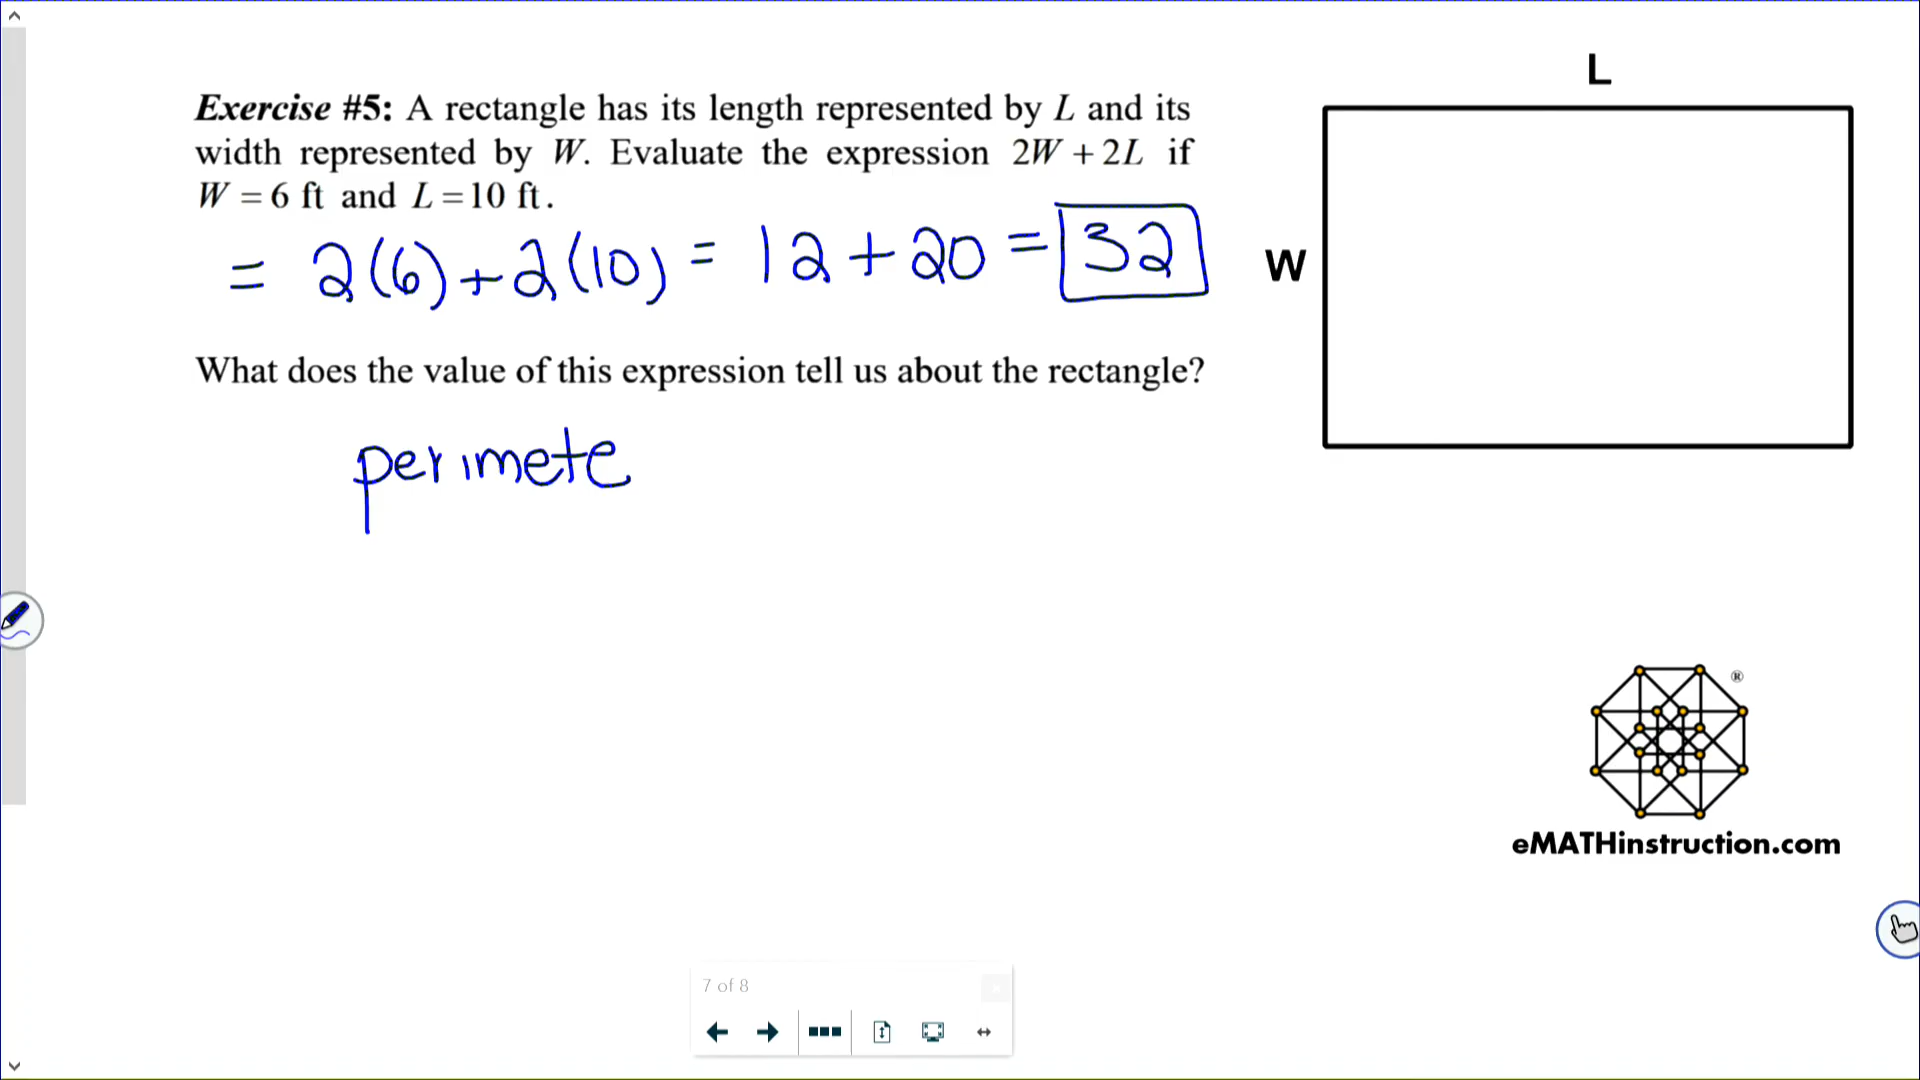 L
Exercise #5: A rectangle has its length represented by L and its
width represented by W. Evaluate the expression 2W + 2L if
W = 6 ft and L = 10 ft.
= 2(6)+2(10) = 12+20 = 32
W
What does the value of this expression tell us about the rectangle?
perimete
®
eMATHinstruction.com
7 of 8